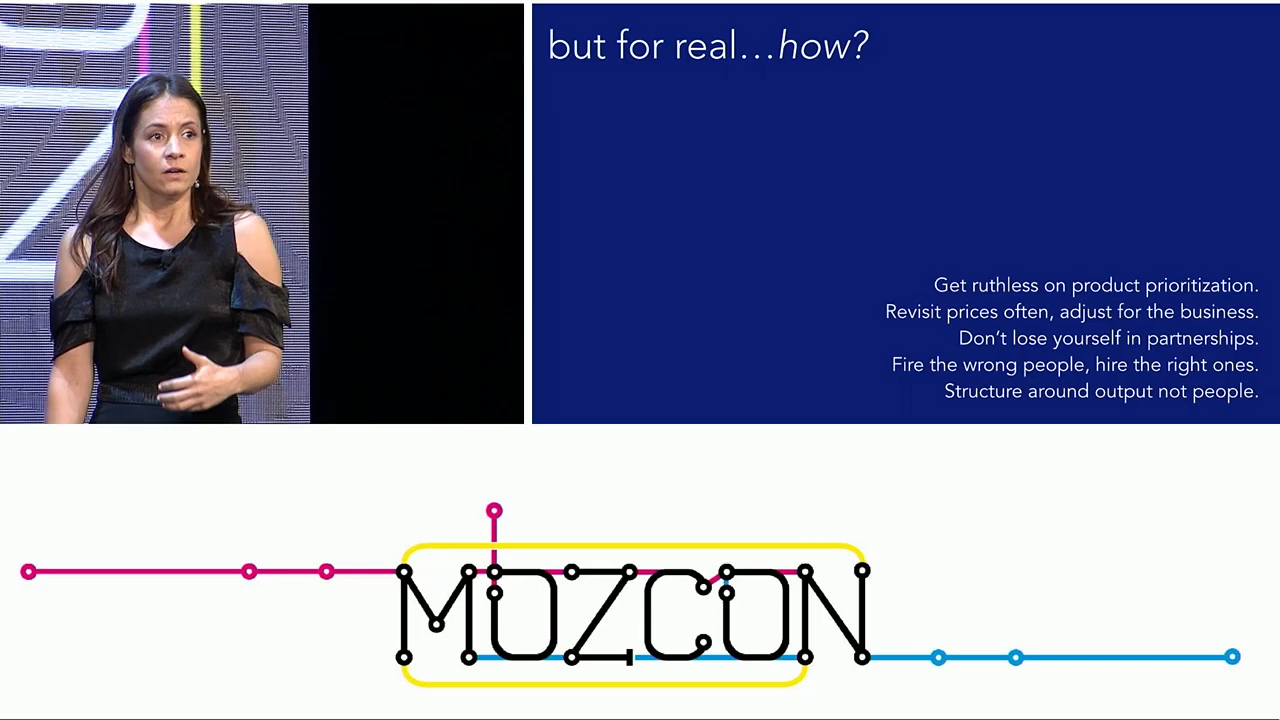 but for real…how?
Get ruthless on product prioritization.
Revisit prices often, adjust for the business.
Don’t lose yourself in partnerships.
Fire the wrong people, hire the right ones.
Structure around output not people.
MOZCON